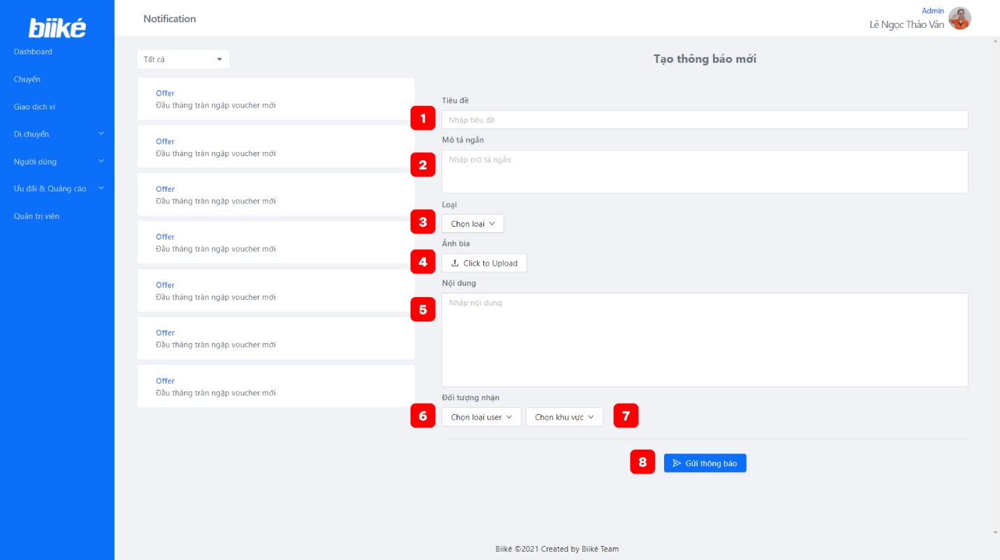 biiké
Dashboard
Chuyến
Giao dịch ví
Di chuyển
Người dùng
Ưu đãi & Quảng cáo
Quản trị viên
Notification
Admin
Lê Ngọc Thảo Vân
Tất cả
Offer
Đầu tháng tràn ngập voucher mới
Offer
Đầu tháng tràn ngập voucher mới
Offer
Đầu tháng tràn ngập voucher mới
Offer
Đầu tháng tràn ngập voucher mới
Offer
Đầu tháng tràn ngập voucher mới
Offer
Đầu tháng tràn ngập voucher mới
Offer
Đầu tháng tràn ngập voucher mới
Tạo thông báo mới
Tiêu đề
1 Nhập tiêu đề
Mô tả ngắn
2 Nhập mô tả ngắn
Loại
3 Chọn loại
Ảnh bìa
4 Click to Upload
Nội dung
5 Nhập nội dung
Đối tượng nhận
6 Chọn loại user Chọn khu vực 7
8 Gửi thông báo
Biiké ©2021 Created by Biiké Team